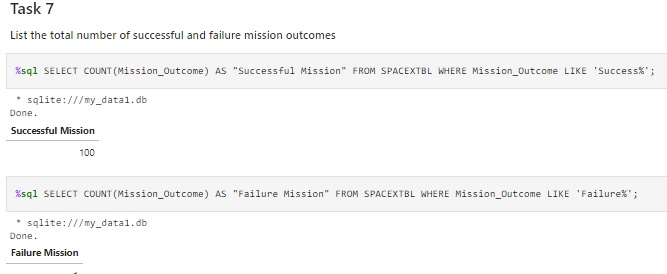 Task 7
List the total number of successful and failure mission outcomes
%sql SELECT COUNT(Mission_Outcome) AS "Successful Mission" FROM SPACEXTBL WHERE Mission_Outcome LIKE 'Success%';
* sqlite:///my_data1.db
Done.
Successful Mission
100
%sql SELECT COUNT(Mission_Outcome) AS "Failure Mission" FROM SPACEXTBL WHERE Mission_Outcome LIKE 'Failure%';
* sqlite:///my_data1.db
Done.
Failure Mission